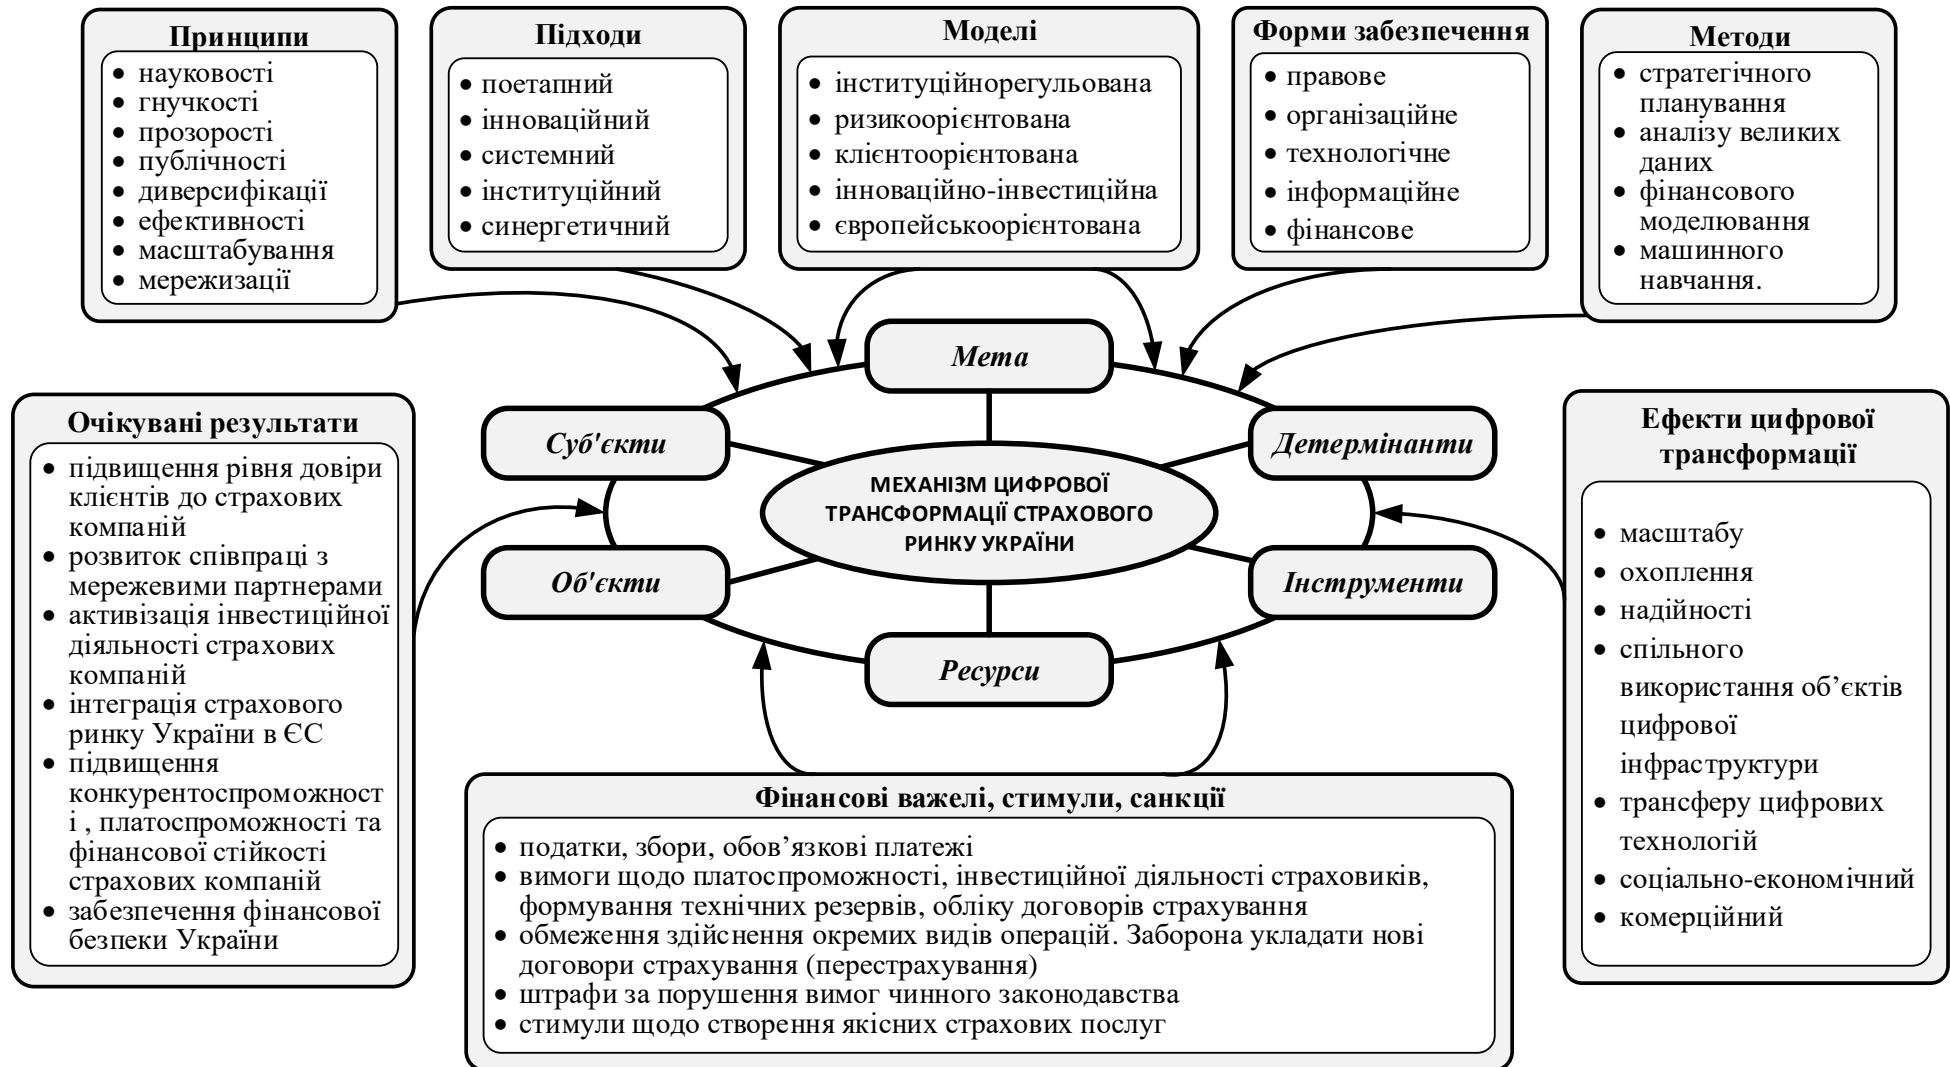 Принципи
• науковості
• гнучкості
• прозорості
• публічності
• диверсифікації
• ефективності
• масштабування
• мережизації
Підходи
• поетапний
• інноваційний
• системний
• інституційний
• синергетичний
Моделі
• інституційнорегульована
• ризикоорієнтована
• клієнтоорієнтована
• інноваційно-інвестиційна
• європейськоорієнтована
Форми забезпечення
• правове
• організаційне
• технологічне
• інформаційне
• фінансове
Методи
• стратегічного
планування
• аналізу великих
даних
• фінансового
моделювання
• машинного
навчання.
Мета
Суб'єкти
Детермінанти
МЕХАНІЗМ ЦИФРОВОЇ
ТРАНСФОРМАЦІЇ СТРАХОВОГО
РИНКУ УКРАЇНИ
Об'єкти
Інструменти
Ресурси
Очікувані результати
• підвищення рівня довіри
клієнтів до страхових
компаній
• розвиток співпраці з
мережевими партнерами
• активізація інвестиційної
діяльності страхових
компаній
• інтеграція страхового
ринку України в ЄС
• підвищення
конкурентоспроможност
і , платоспроможності та
фінансової стійкості
страхових компаній
• забезпечення фінансової
безпеки України
Ефекти цифрової
трансформації
• масштабу
• охоплення
• надійності
• спільного
використання об’єктів
цифрової
інфраструктури
• трансферу цифрових
технологій
• соціально-економічний
• комерційний
Фінансові важелі, стимули, санкції
• податки, збори, обов’язкові платежі
• вимоги щодо платоспроможності, інвестиційної діяльності страховиків,
формування технічних резервів, обліку договорів страхування
• обмеження здійснення окремих видів операцій. Заборона укладати нові
договори страхування (перестрахування)
• штрафи за порушення вимог чинного законодавства
• стимули щодо створення якісних страхових послуг